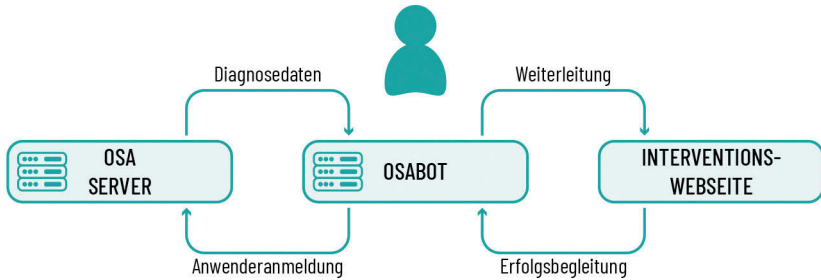 Diagnosedaten
Weiterleitung
OSA
SERVER
OSABOT
INTERVENTIONS-
WEBSEITE
Anwenderanmeldung
Erfolgsbegleitung